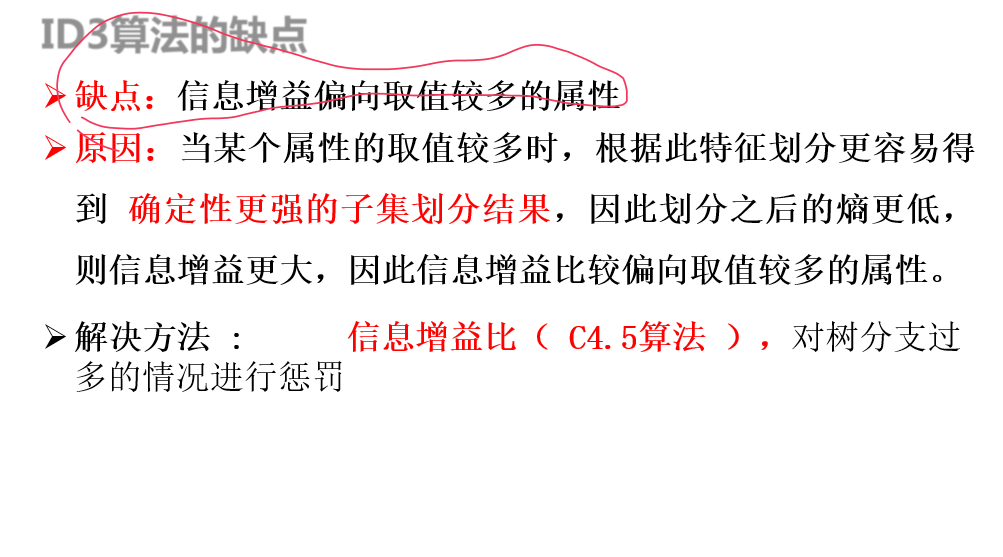 ID3算法的缺点
缺点：信息增益偏向取值较多的属性
原因：当某个属性的取值较多时，根据此特征划分更容易得
到 确定性更强的子集划分结果，因此划分之后的熵更低，
则信息增益更大，因此信息增益比较偏向取值较多的属性。
解决方法 : 信息增益比（ C4.5算法 ），对树分支过
多的情况进行惩罚